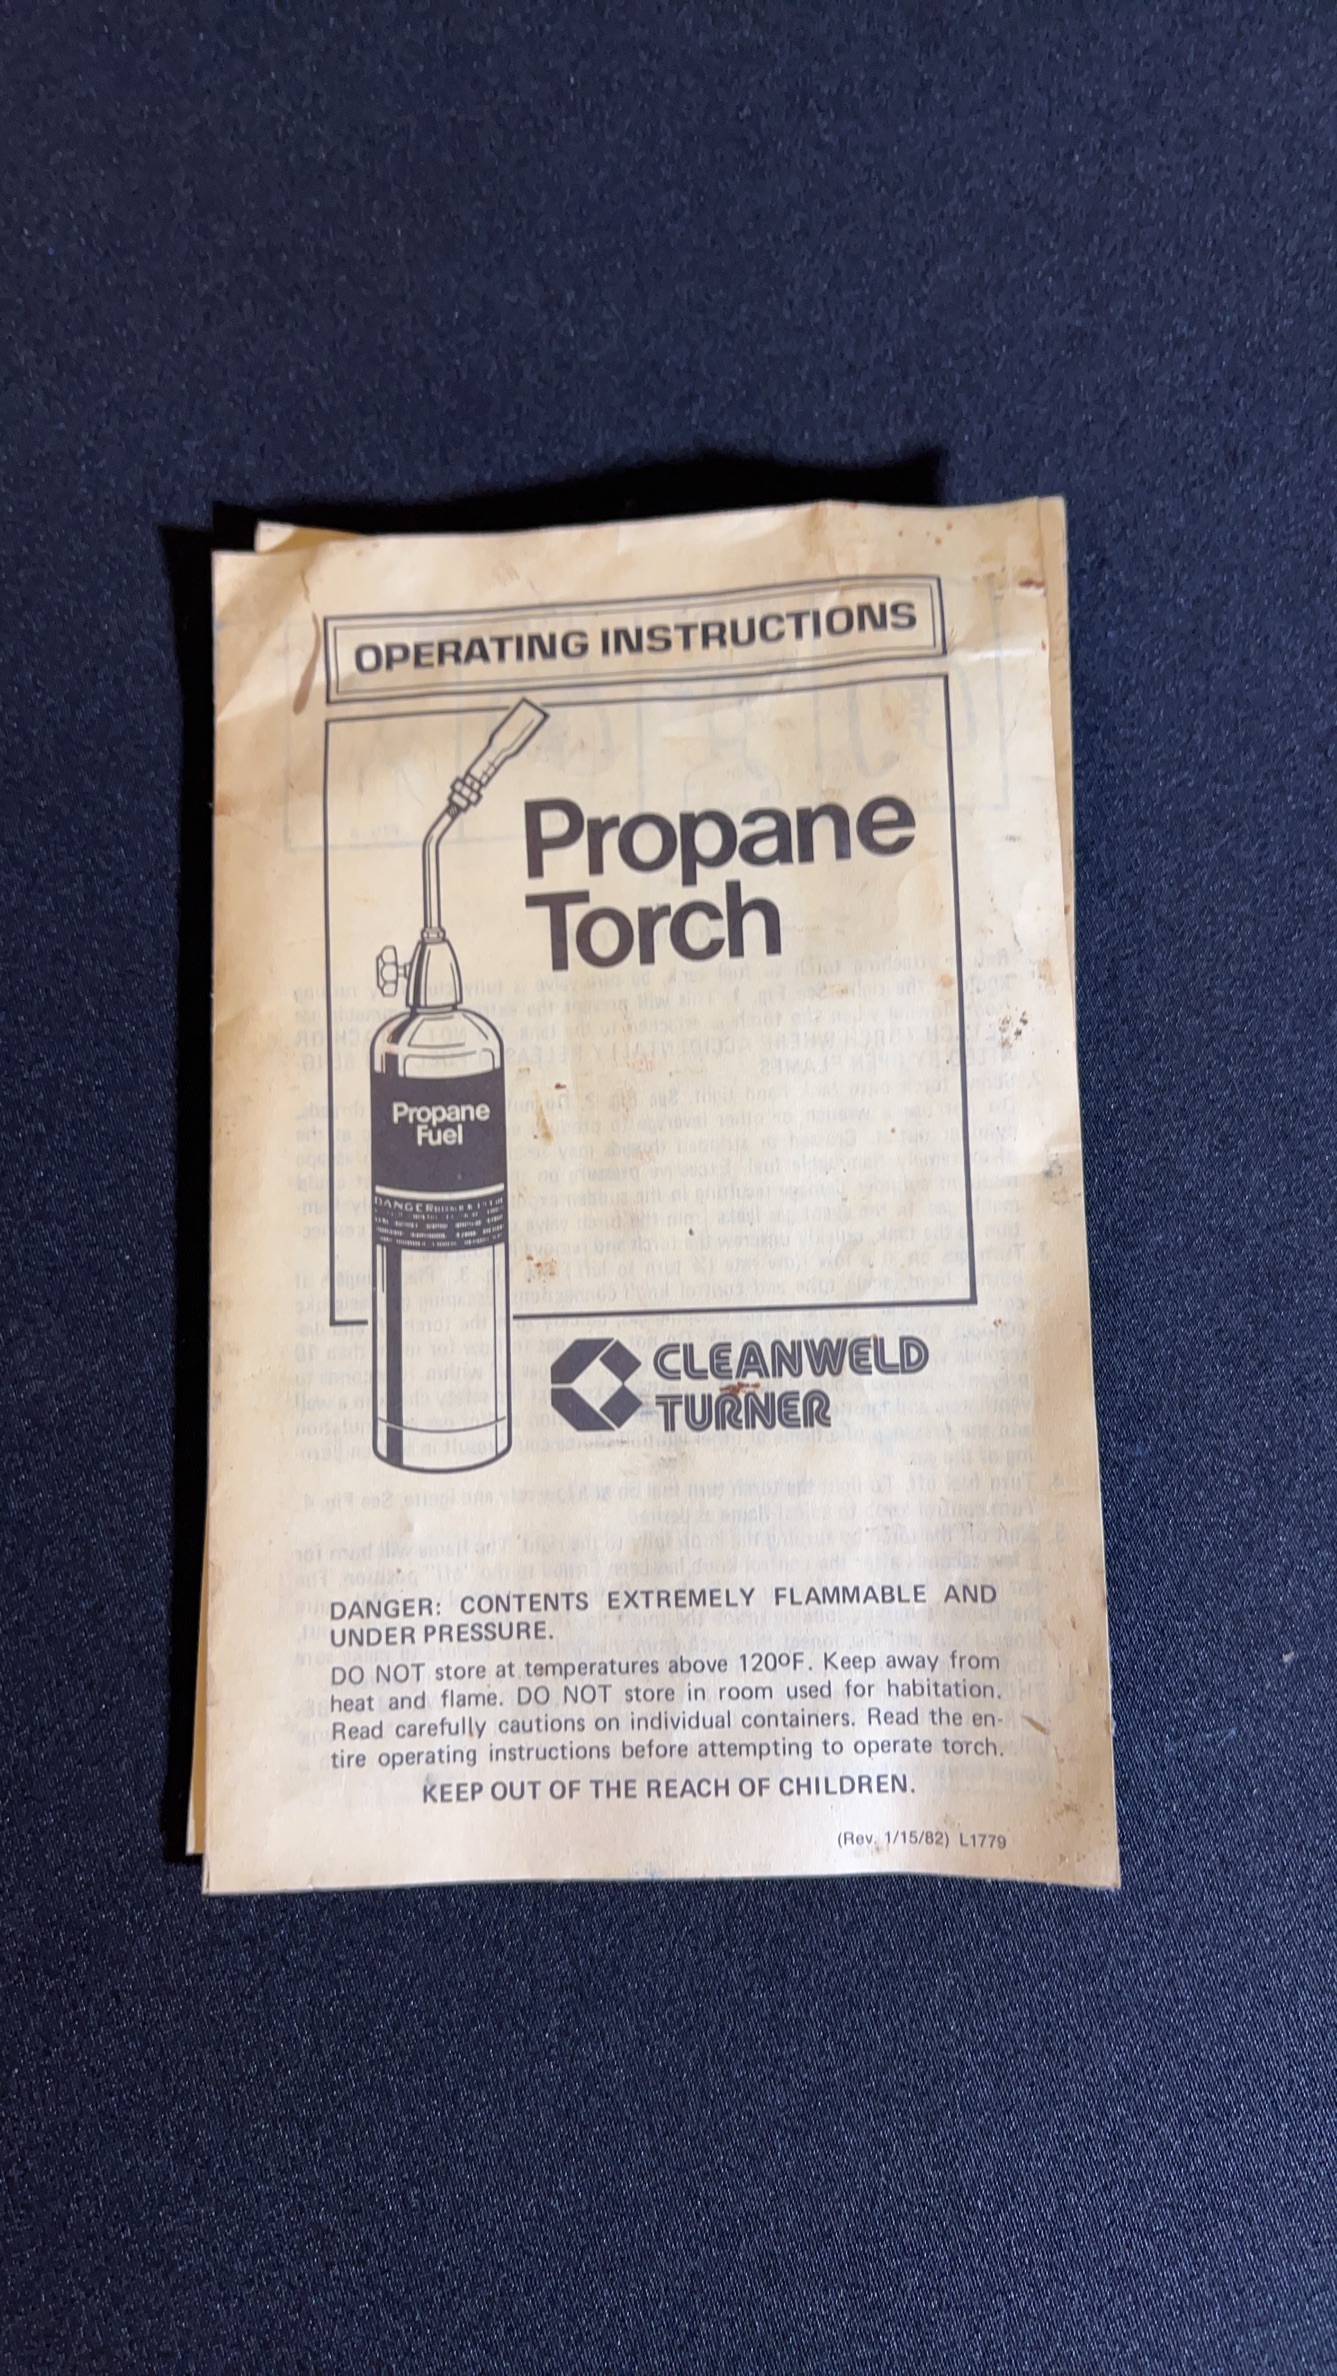 OPERATING INSTRUCTIONS
Propane
Torch
Propane
Fuel
DANGER
CLEANWELD
TURNER
DANGER: CONTENTS EXTREMELY FLAMMABLE AND
UNDER PRESSURE.
DO NOT store at temperatures above 120ºF. Keep away from
heat and flame. DO NOT store in room used for habitation.
Read carefully cautions on individual containers. Read the en-
tire operating instructions before attempting to operate torch.
KEEP OUT OF THE REACH OF CHILDREN.
(Rev. 1/15/82) L1779